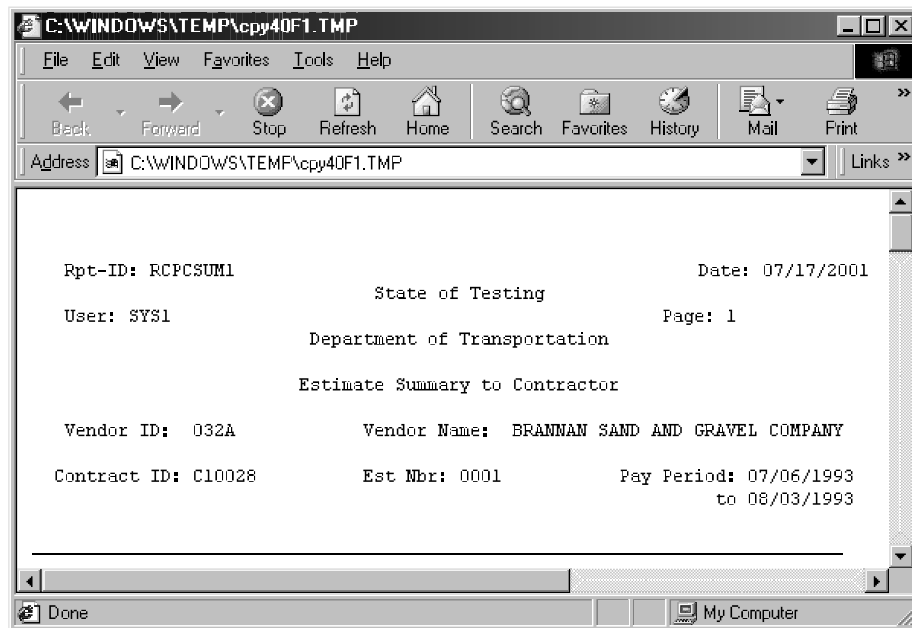 C:\WINDOWS\TEMP\cpy40F1.TMP
File Edit View Favorites Tools Help
Back Forward Stop Refresh Home Search Favorites History Mail Print »
Address C:\WINDOWS\TEMP\cpy40F1.TMP Links »
Rpt-ID: RCPCSUM1 Date: 07/17/2001
State of Testing
User: SYS1 Page: 1
Department of Transportation
Estimate Summary to Contractor
Vendor ID: 032A Vendor Name: BRANNAN SAND AND GRAVEL COMPANY
Contract ID: C10028 Est Nbr: 0001 Pay Period: 07/06/1993
to 08/03/1993
Done My Computer